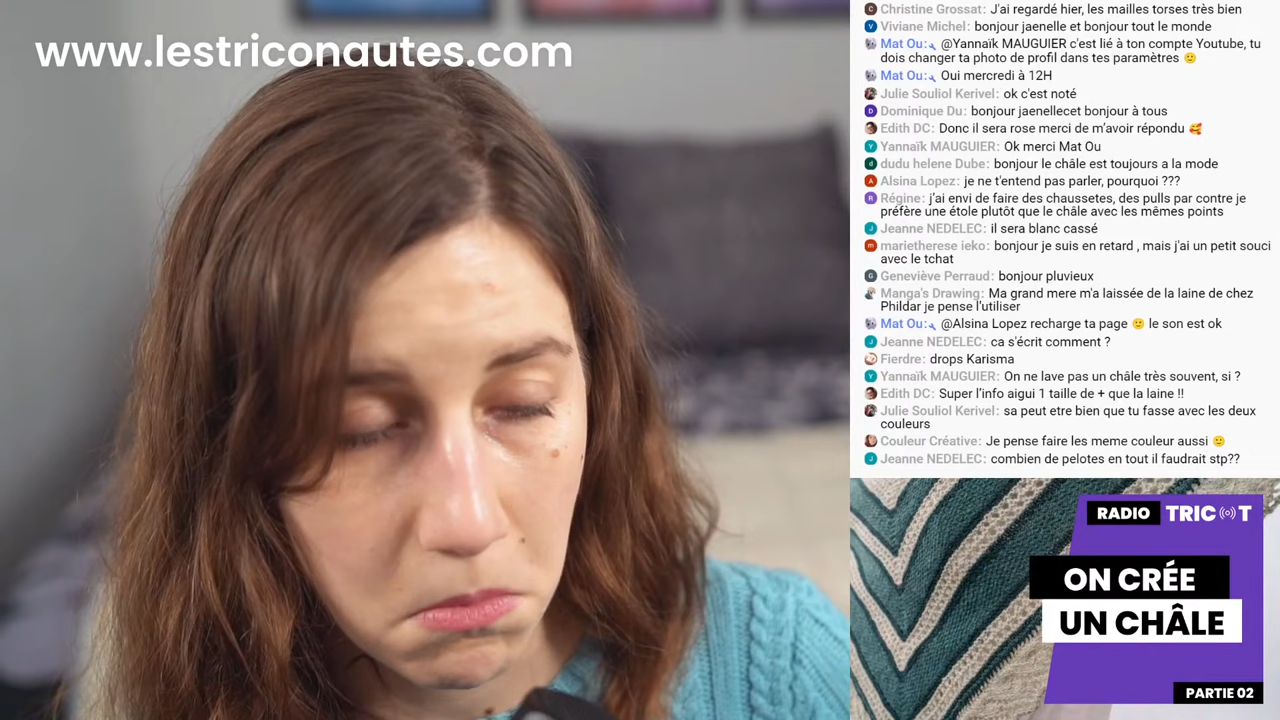 www.lestriconautes.com
Christine Grossat: J'ai regardé hier, les mailles torses très bien
Viviane Michel: bonjour jaenelle et bonjour tout le monde
Mat Ou: @Yannaïk MAUGUIER c'est lié à ton compte Youtube, tu
dois changer ta photo de profil dans tes paramètres 🙂
Mat Ou: Oui mercredi à 12H
Julie Souliol Kerivel: ok c'est noté
Dominique Du: bonjour jaenellecet bonjour à tous
Edith DC: Donc il sera rose merci de m'avoir répondu 🥰
Yannaïk MAUGUIER: Ok merci Mat Ou
dudu helene Dube: bonjour le châle est toujours a la mode
Alsina Lopez: je ne t'entend pas parler, pourquoi ???
Régine: j'ai envi de faire des chaussetes, des pulls par contre je
préfère une étole plutôt que le châle avec les mêmes points
Jeanne NEDELEC: il sera blanc cassé
marietherese ieko: bonjour je suis en retard , mais j'ai un petit souci
avec le tchat
Geneviève Perraud: bonjour pluvieux
Manga's Drawing: Ma grand mere m'a laissée de la laine de chez
Phildar je pense l'utiliser
Mat Ou: @Alsina Lopez recharge ta page 🙂 le son est ok
Jeanne NEDELEC: ca s'écrit comment ?
Fierdre: drops Karisma
Yannaïk MAUGUIER: On ne lave pas un châle très souvent, si ?
Edith DC: Super l'info aigui 1 taille de + que la laine !!
Julie Souliol Kerivel: sa peut etre bien que tu fasse avec les deux
couleurs
Couleur Créative: Je pense faire les meme couleur aussi 🙂
Jeanne NEDELEC: combien de pelotes en tout il faudrait stp??
RADIO TRICOT
ON CRÉE
UN CHÂLE
PARTIE 02